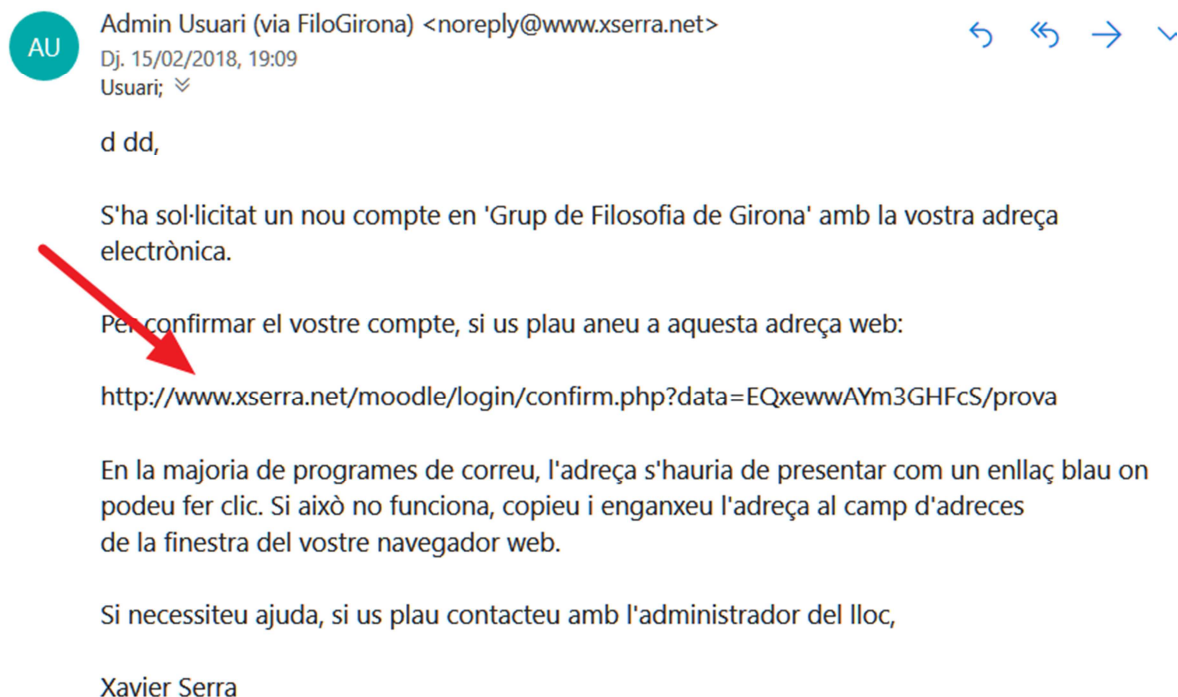 AU
Admin Usuari (via FiloGirona) <noreply@www.xserra.net>
Dj. 15/02/2018, 19:09
Usuari;
d dd,
S'ha sol·licitat un nou compte en 'Grup de Filosofia de Girona' amb la vostra adreça
electrònica.
Per confirmar el vostre compte, si us plau aneu a aquesta adreça web:
http://www.xserra.net/moodle/login/confirm.php?data=EQxewwAYm3GHFcS/prova
En la majoria de programes de correu, l'adreça s'hauria de presentar com un enllaç blau on
podeu fer clic. Si això no funciona, copieu i enganxeu l'adreça al camp d'adreces
de la finestra del vostre navegador web.
Si necessiteu ajuda, si us plau contacteu amb l'administrador del lloc,
Xavier Serra